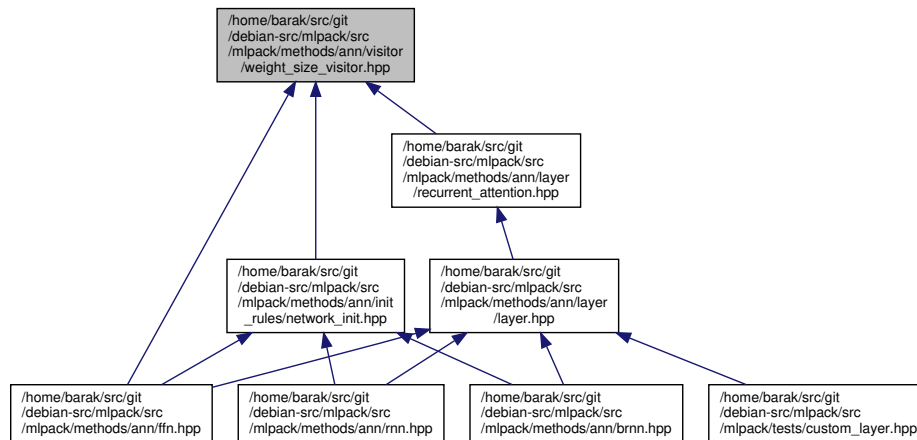 /home/barak/src/git
/debian-src/mlpack/src
/mlpack/methods/ann/visitor
/weight_size_visitor.hpp
/home/barak/src/git
/debian-src/mlpack/src
/mlpack/methods/ann/layer
/recurrent_attention.hpp
/home/barak/src/git
/debian-src/mlpack/src
/mlpack/methods/ann/init
_rules/network_init.hpp
/home/barak/src/git
/debian-src/mlpack/src
/mlpack/methods/ann/layer
/layer.hpp
/home/barak/src/git
/debian-src/mlpack/src
/mlpack/methods/ann/ffn.hpp
/home/barak/src/git
/debian-src/mlpack/src
/mlpack/methods/ann/rnn.hpp
/home/barak/src/git
/debian-src/mlpack/src
/mlpack/methods/ann/brnn.hpp
/home/barak/src/git
/debian-src/mlpack/src
/mlpack/tests/custom_layer.hpp